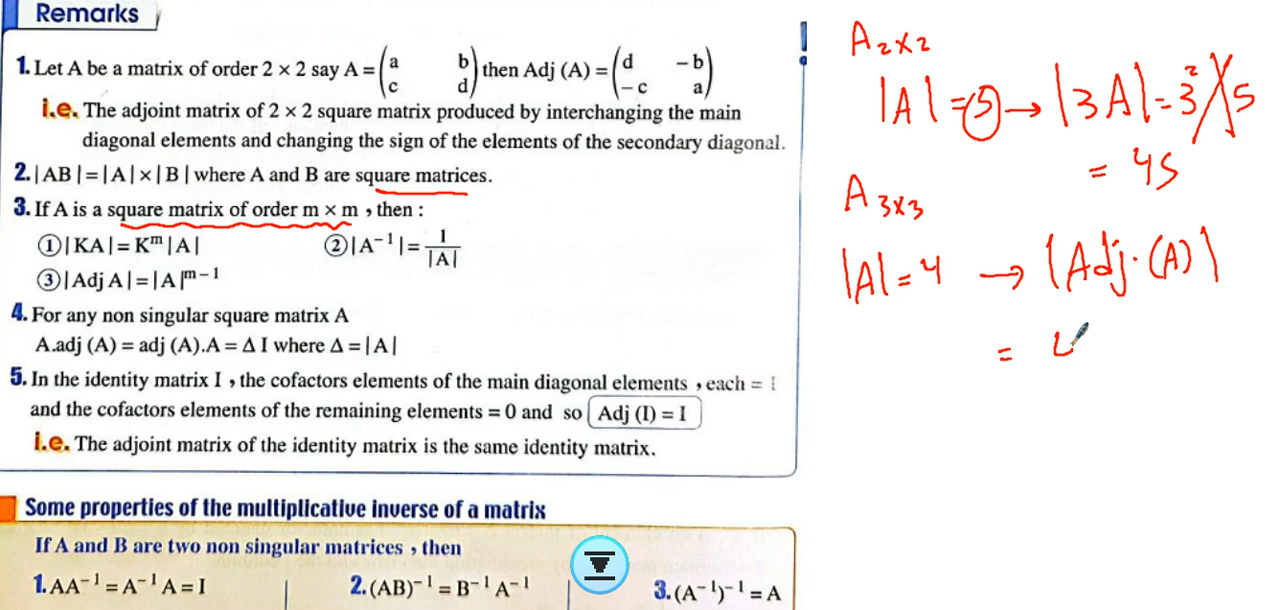 Remarks
1. Let A be a matrix of order 2 × 2 say A = (a b c d) then Adj (A) = (d − b − c a)
i.e. The adjoint matrix of 2 × 2 square matrix produced by interchanging the main
diagonal elements and changing the sign of the elements of the secondary diagonal.
2. | AB | = | A | × | B | where A and B are square matrices.
3. If A is a square matrix of order m × m , then :
① | KA | = Kᵐ | A | ② | A⁻¹ | = 1/|A|
③ | Adj A | = | A |ᵐ⁻¹
4. For any non singular square matrix A
A.adj (A) = adj (A).A = Δ I where Δ = | A |
5. In the identity matrix I , the cofactors elements of the main diagonal elements , each = 1
and the cofactors elements of the remaining elements = 0 and so Adj (I) = I
i.e. The adjoint matrix of the identity matrix is the same identity matrix.
Some properties of the multiplicative inverse of a matrix
If A and B are two non singular matrices , then
1. AA⁻¹ = A⁻¹ A = I 2. (AB)⁻¹ = B⁻¹ A⁻¹ 3. (A⁻¹)⁻¹ = A
A 2×2
|A| = 5 → |3A| = 3² × 5
= 45
A 3×3
|A| = 4 → |Adj. (A)|
=